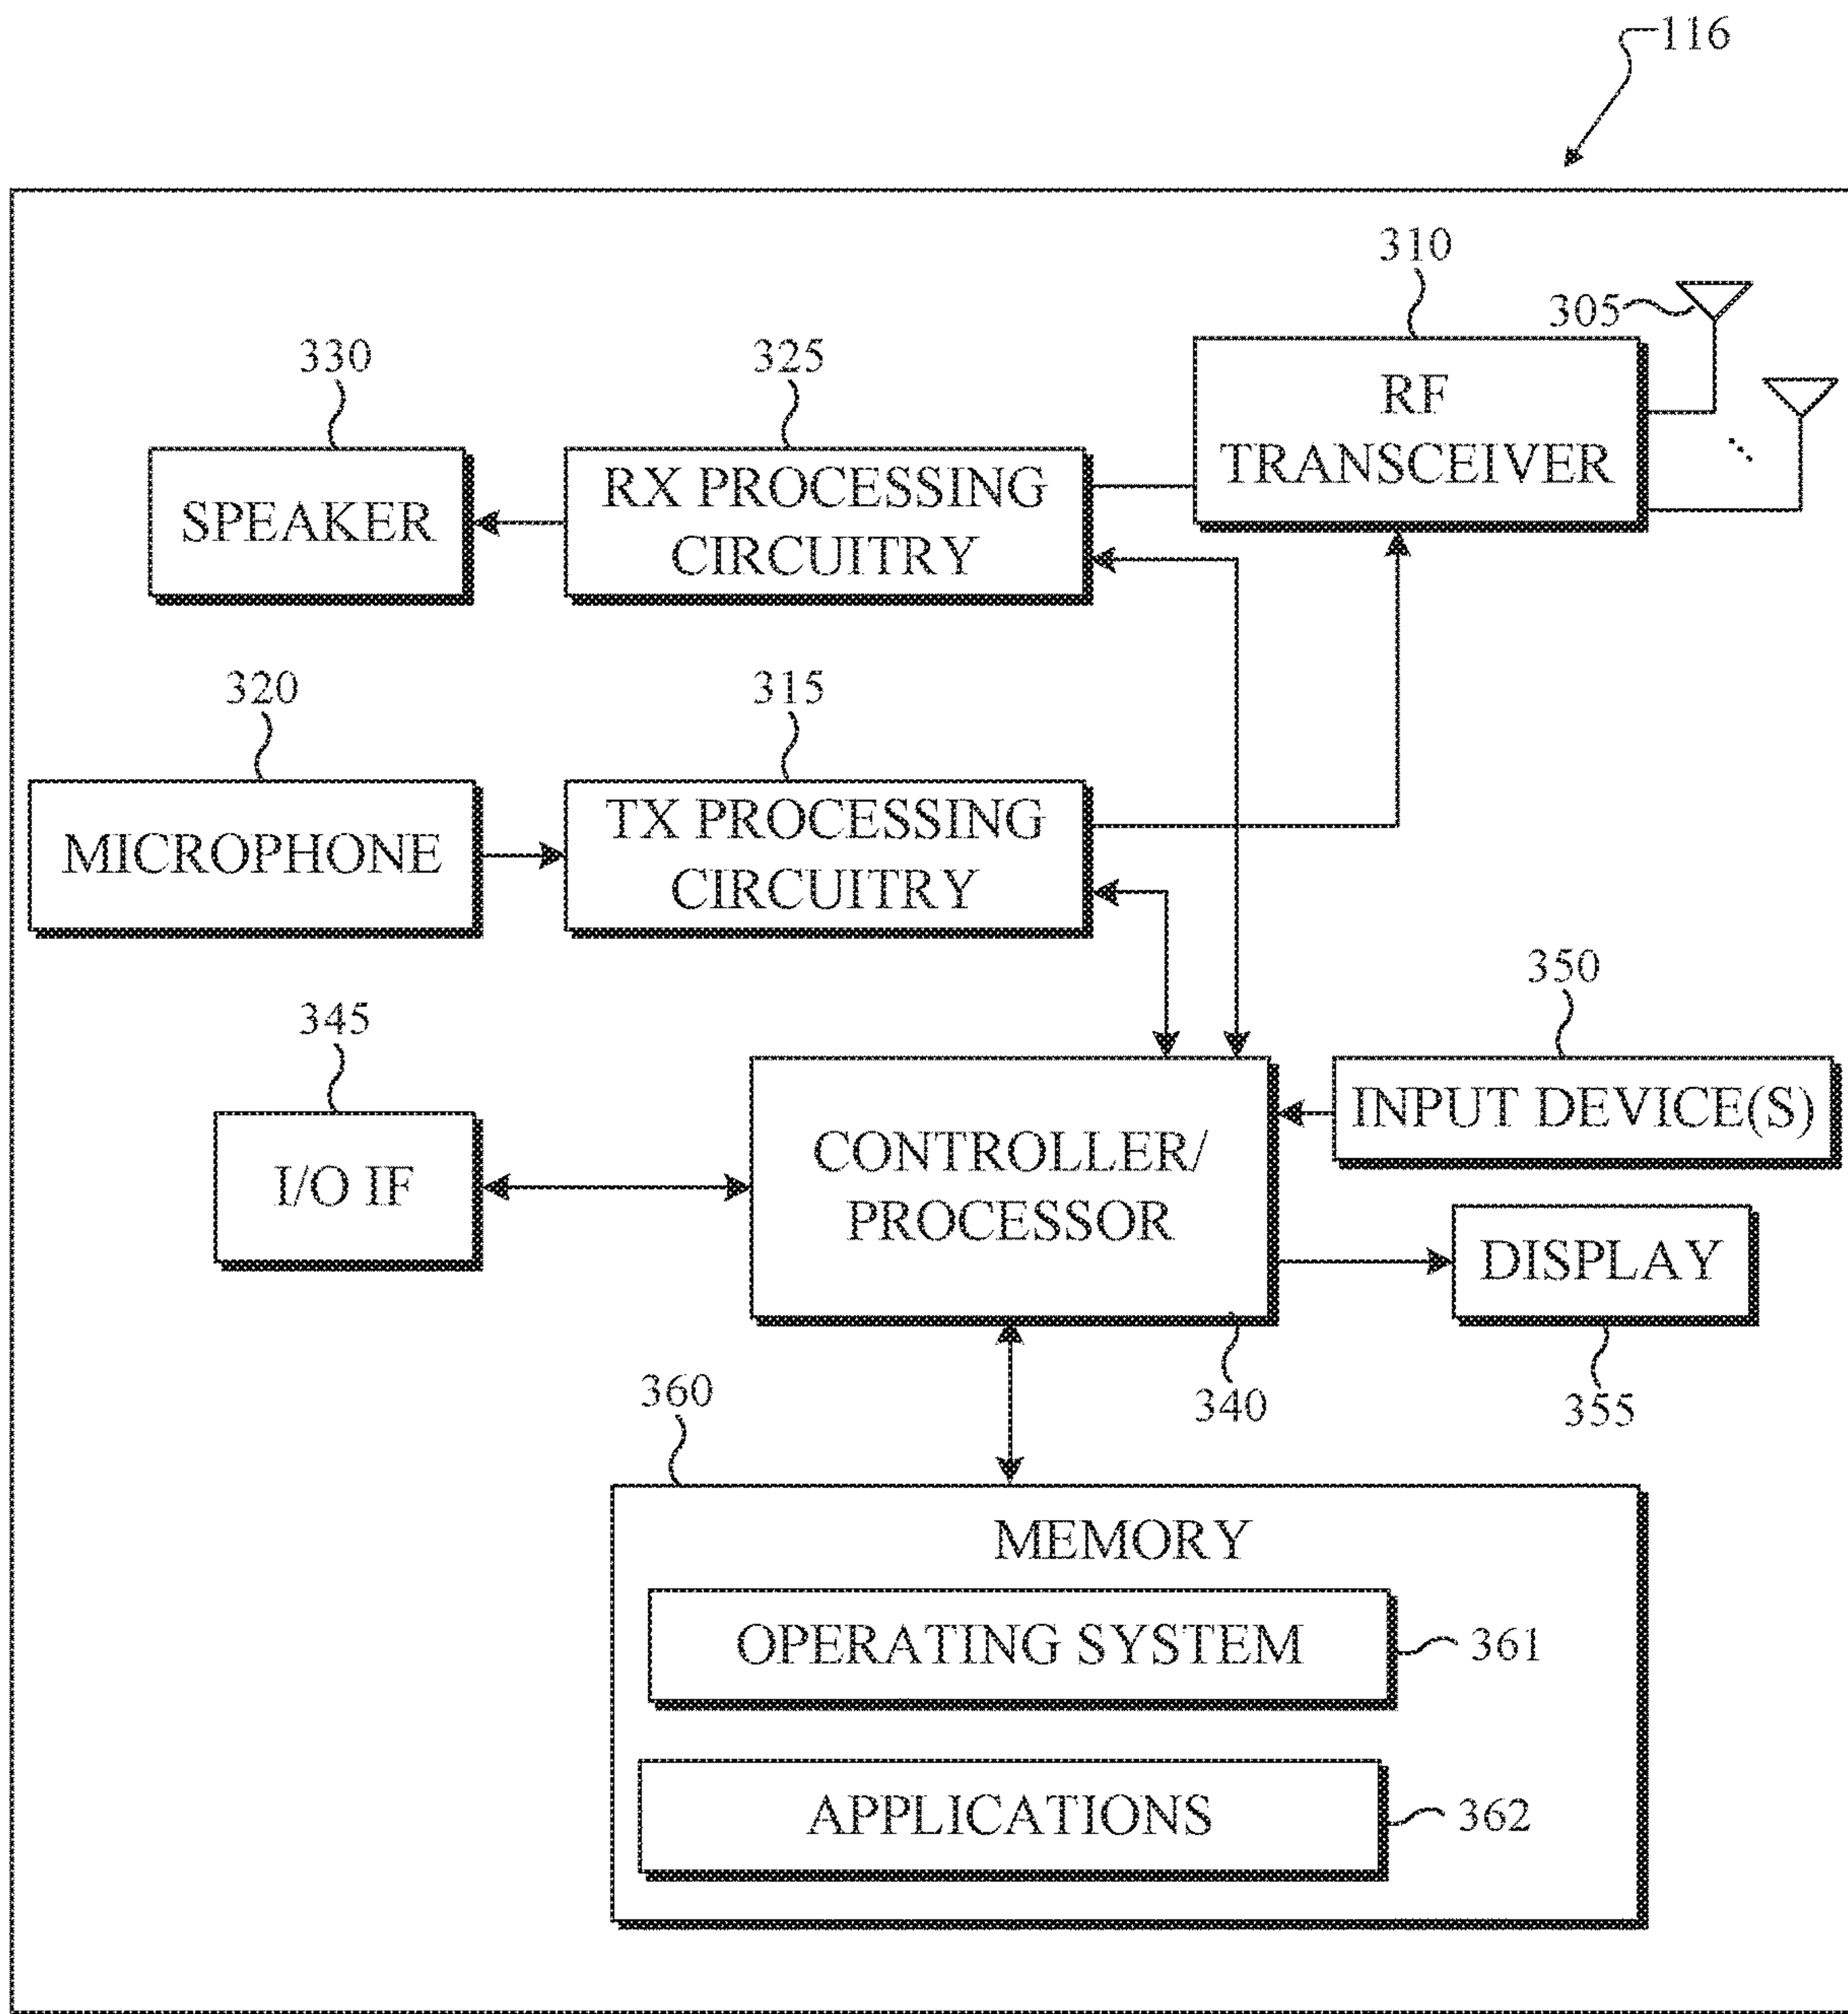 116
310
305
330
325
RF
TRANSCEIVER
SPEAKER
RX PROCESSING
CIRCUITRY
320
315
MICROPHONE
TX PROCESSING
CIRCUITRY
350
345
INPUT DEVICE(S)
I/O IF
CONTROLLER/
PROCESSOR
DISPLAY
360
340
355
MEMORY
OPERATING SYSTEM
361
APPLICATIONS
362